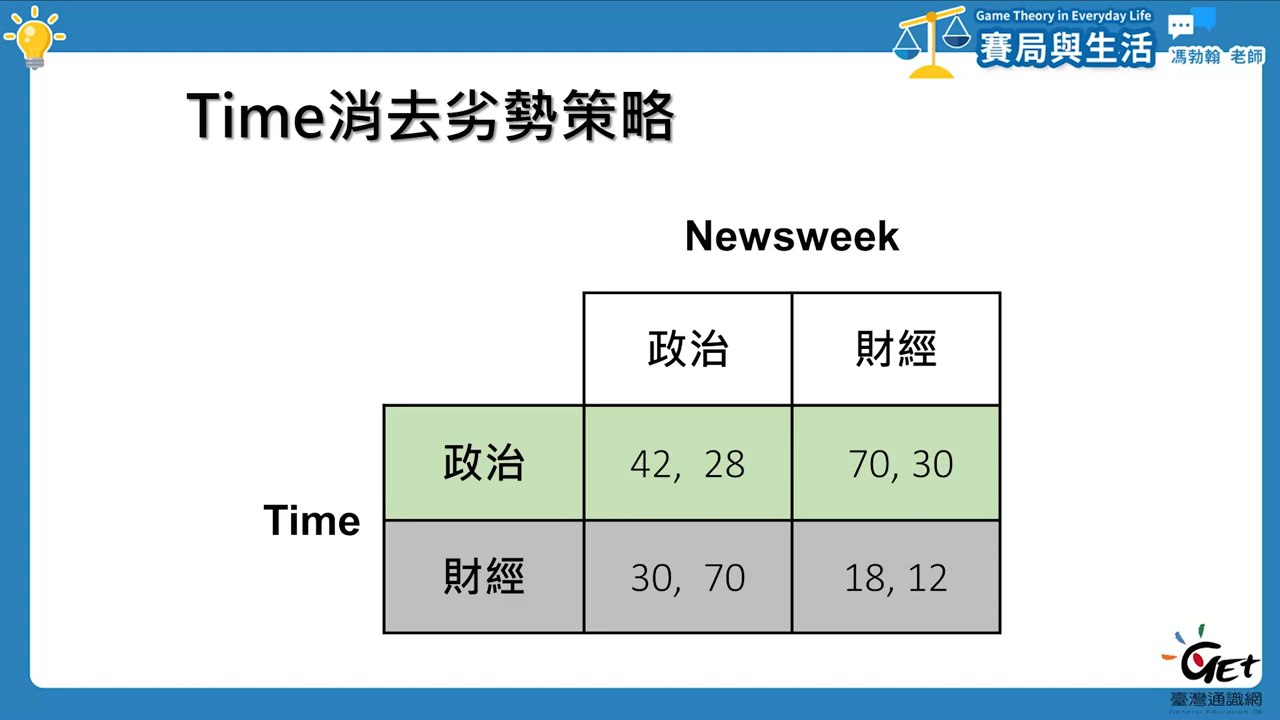 Game Theory in Everyday Life
賽局與生活
馮勃翰 老師
Time消去劣勢策略
Newsweek
政治 財經
政治 42, 28 70, 30
Time
財經 30, 70 18, 12
GET
臺灣通識網